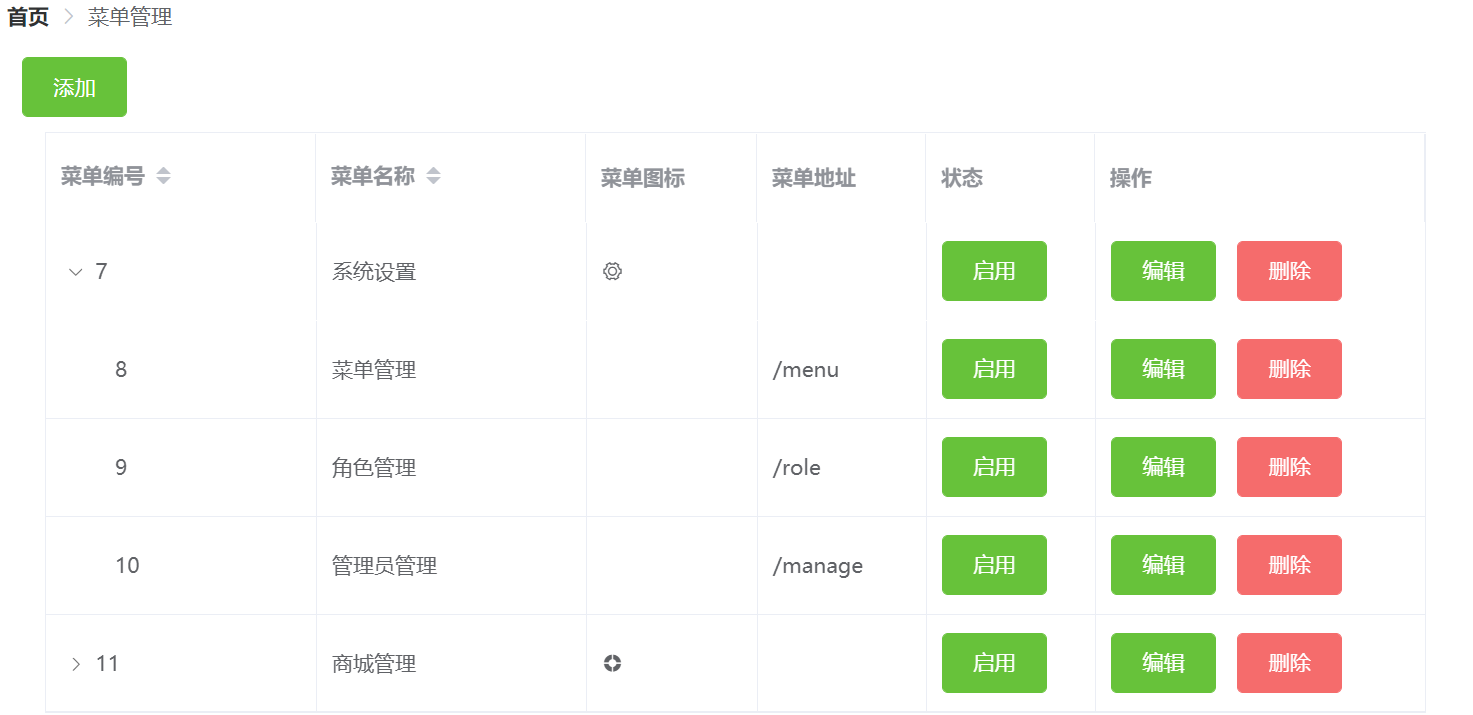 首页 菜单管理
添加
菜单编号 菜单名称 菜单图标 菜单地址 状态 操作
7 系统设置 启用 编辑 删除
8 菜单管理 /menu 启用 编辑 删除
9 角色管理 /role 启用 编辑 删除
10 管理员管理 /manage 启用 编辑 删除
11 商城管理 启用 编辑 删除